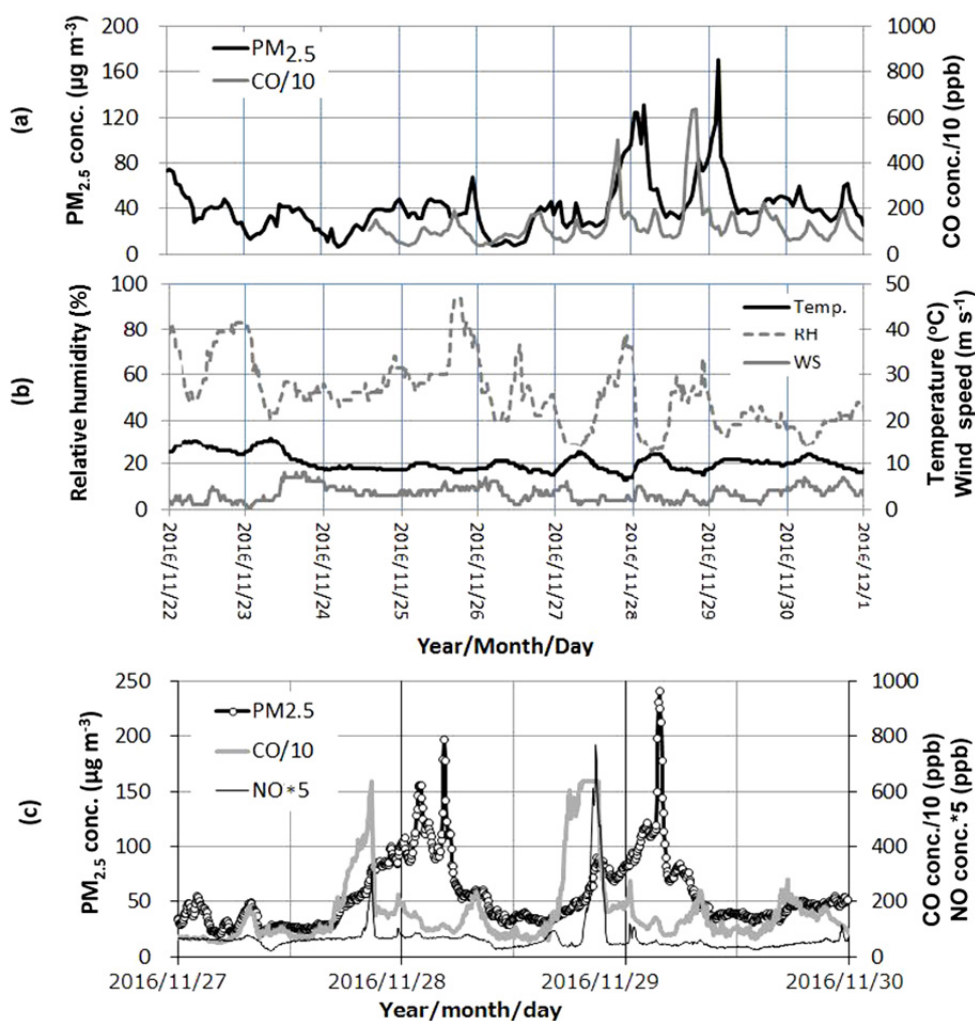 (a)
PM2.5 conc. (μg m-3)
200
160
120
80
40
0
PM2.5
CO/10
1000
800
600
400
200
0
CO conc./10 (ppb)
(b)
Relative humidity (%)
100
80
60
40
20
0
Temp.
RH
WS
50
40
30
20
10
0
Temperature (°C)
Wind speed (m s-1)
2016/11/22
2016/11/23
2016/11/24
2016/11/25
2016/11/26
2016/11/27
2016/11/28
2016/11/29
2016/11/30
2016/12/1
Year/Month/Day
(c)
PM2.5 conc. (μg m-3)
250
200
150
100
50
0
PM2.5
CO/10
NO*5
1000
800
600
400
200
0
CO conc./10 (ppb)
NO conc.*5 (ppb)
2016/11/27
2016/11/28
2016/11/29
2016/11/30
Year/month/day